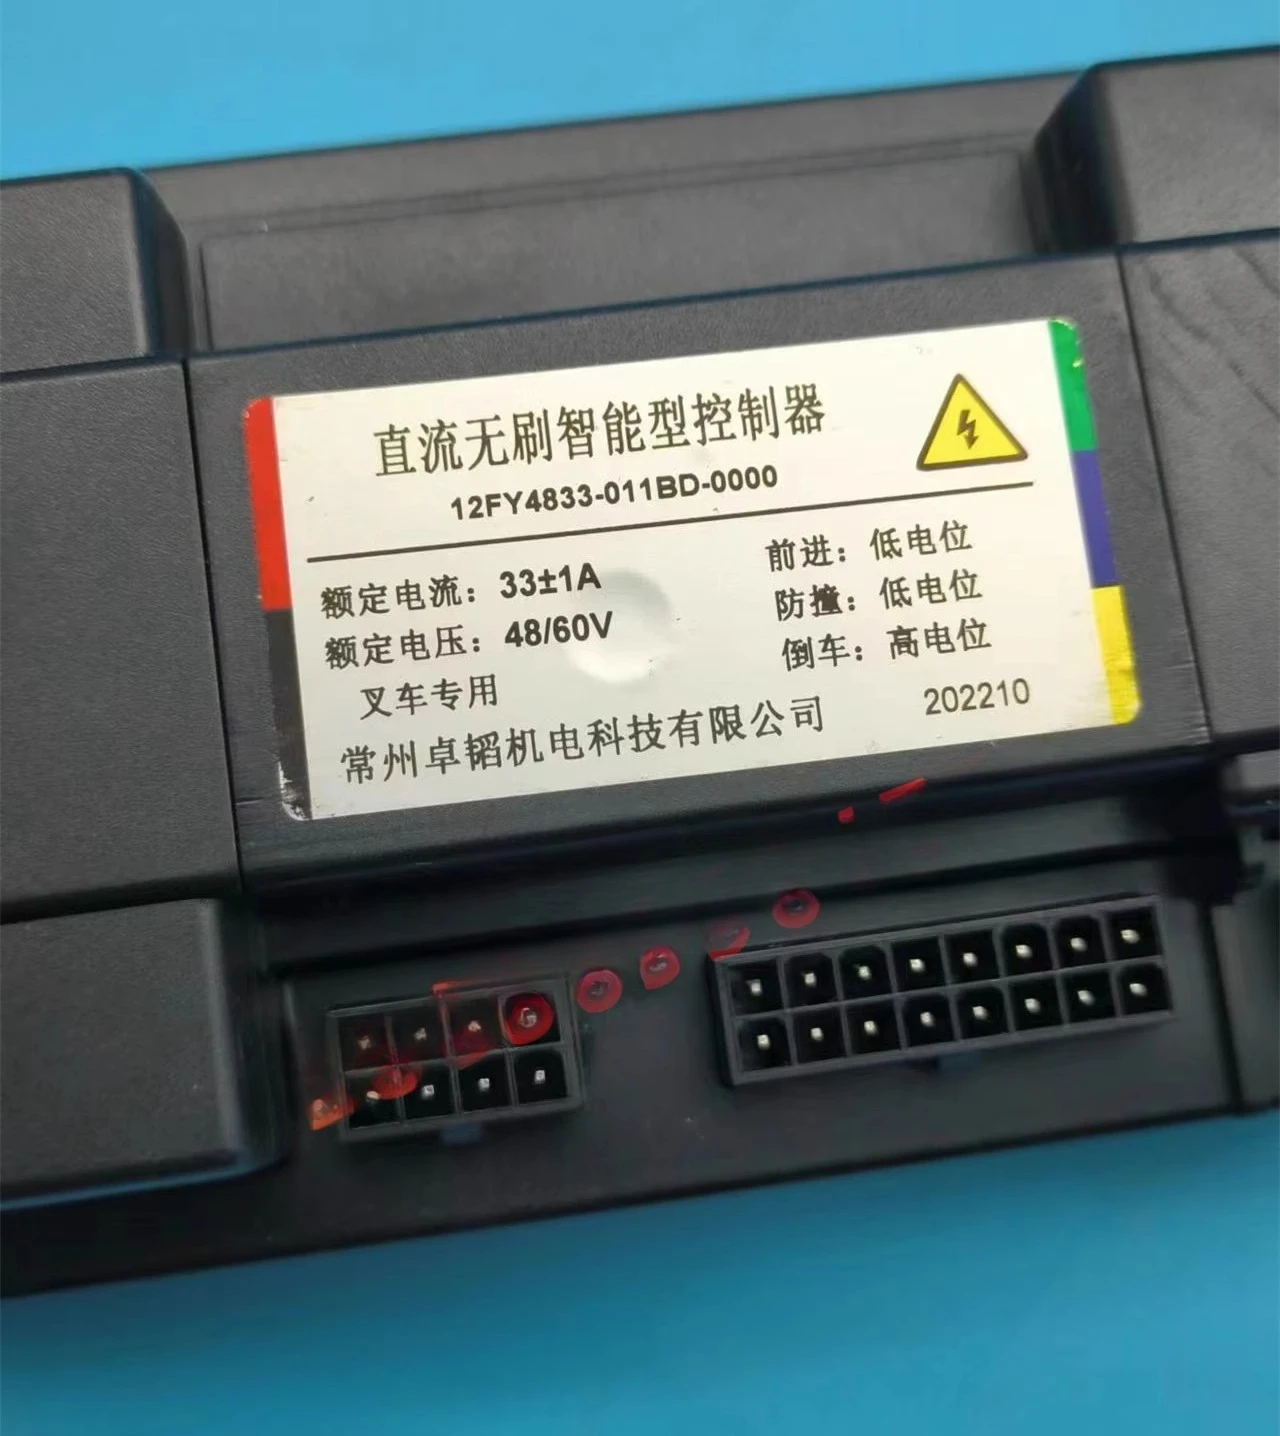 直流无刷智能型控制器
12FY4833-011BD-0000
额定电流：33±1A
额定电压：48/60V
叉车专用
前进：低电位
防撞：低电位
倒车：高电位
常州卓韬机电科技有限公司
202210